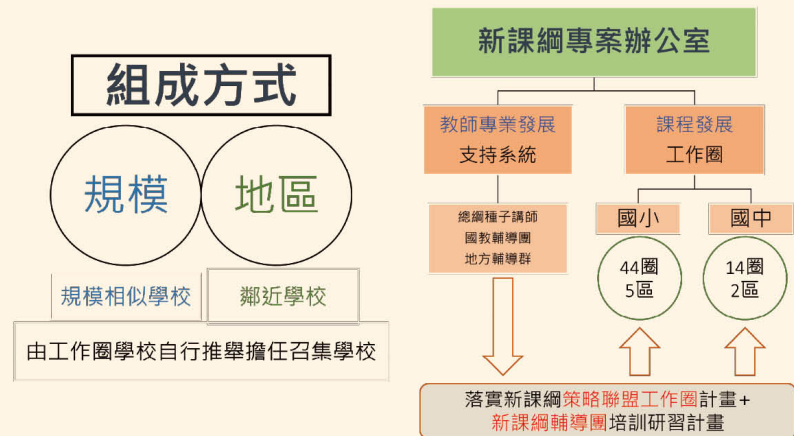 組成方式
規模
地區
規模相似學校
鄰近學校
由工作圈學校自行推舉擔任召集學校
新課綱專案辦公室
教師專業發展
支持系統
課程發展
工作圈
總綱種子講師
國教輔導團
地方輔導群
國小
國中
44圈
5區
14圈
2區
落實新課綱策略聯盟工作圈計畫+
新課綱輔導團培訓研習計畫